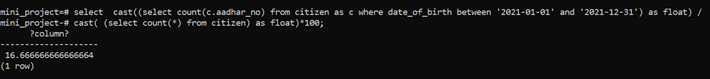 mini_project=# select  cast((select count(c.aadhar_no) from citizen as c where date_of_birth between '2021-01-01' and '2021-12-31') as float) /
mini_project-# cast( (select count(*) from citizen) as float)*100;
?column?
--------------------
16.666666666666664
(1 row)